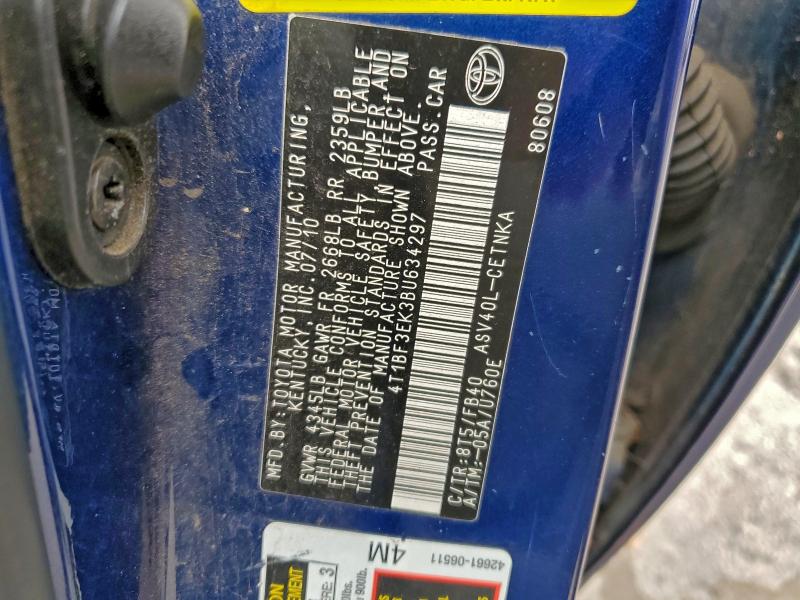 MFD.BY:TOYOTA MOTOR MANUFACTURING,
KENTUCKY, INC. 07/10
GVWR 4345LB GAWR FR 2668LB RR 2359LB
THIS VEHICLE CONFORMS TO ALL APPLICABLE
FEDERAL MOTOR VEHICLE SAFETY BUMPER AND
THEFT PREVENTION STANDARDS IN EFFECT ON
THE DATE OF MANUFACTURE SHOWN ABOVE.
4T1BF3EK3BU634297 PASS.CAR
C/TR:8T5/FB40 ASV40L-CETNKA
A/TM:-05A/U760E
80608
4M
42661-06511